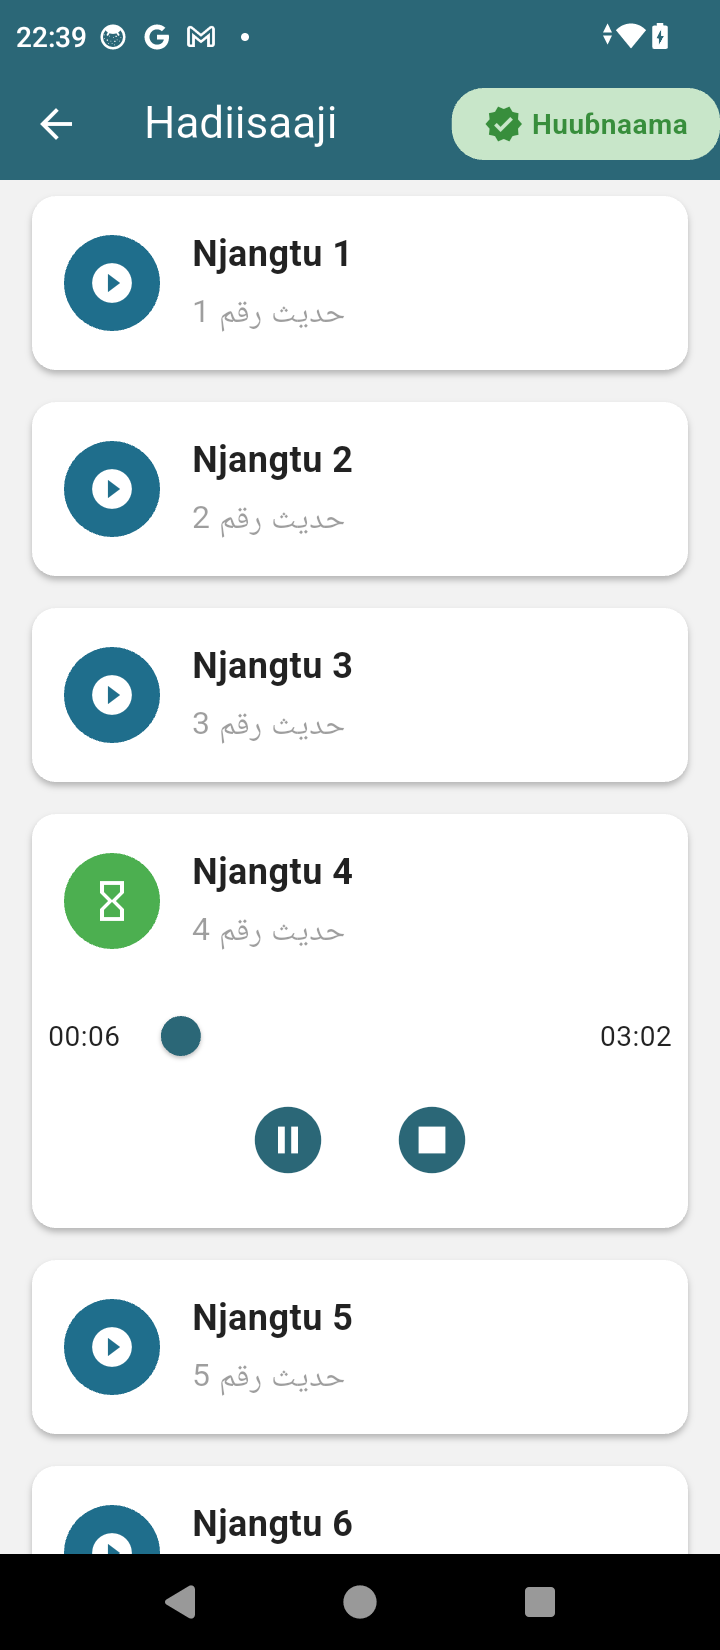 22:39
Hadiisaaji
Huuɓnaama
Njangtu 1
حديث رقم 1
Njangtu 2
حديث رقم 2
Njangtu 3
حديث رقم 3
Njangtu 4
حديث رقم 4
00:06
03:02
Njangtu 5
حديث رقم 5
Njangtu 6